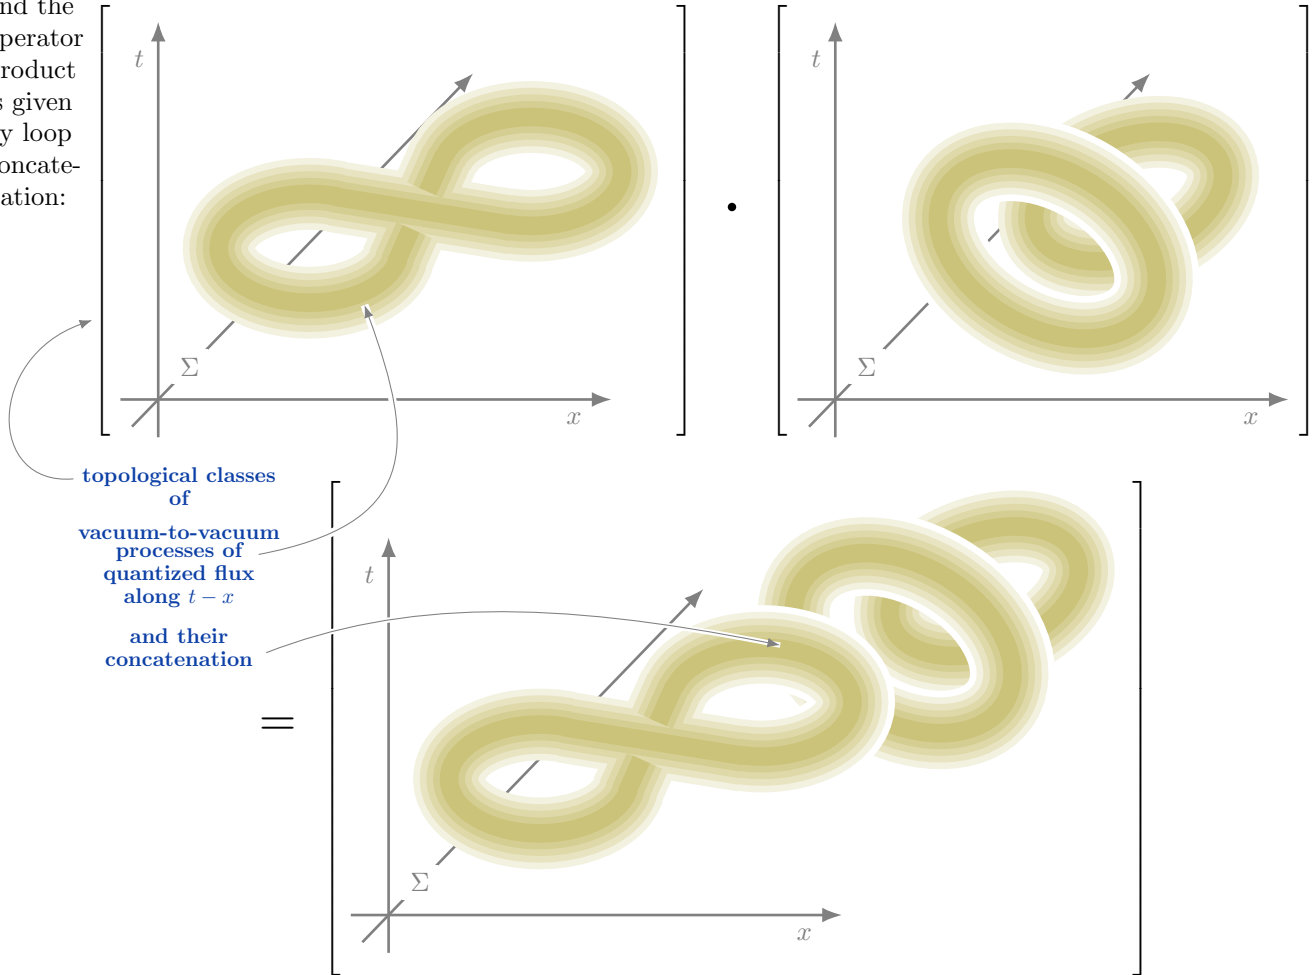 nd the
perator
roduct
s given
y loop
oncate-
ation:
t
Σ
x
·
t
Σ
x
topological classes
of
vacuum-to-vacuum
processes of
quantized flux
along t − x
and their
concatenation
=
t
Σ
x